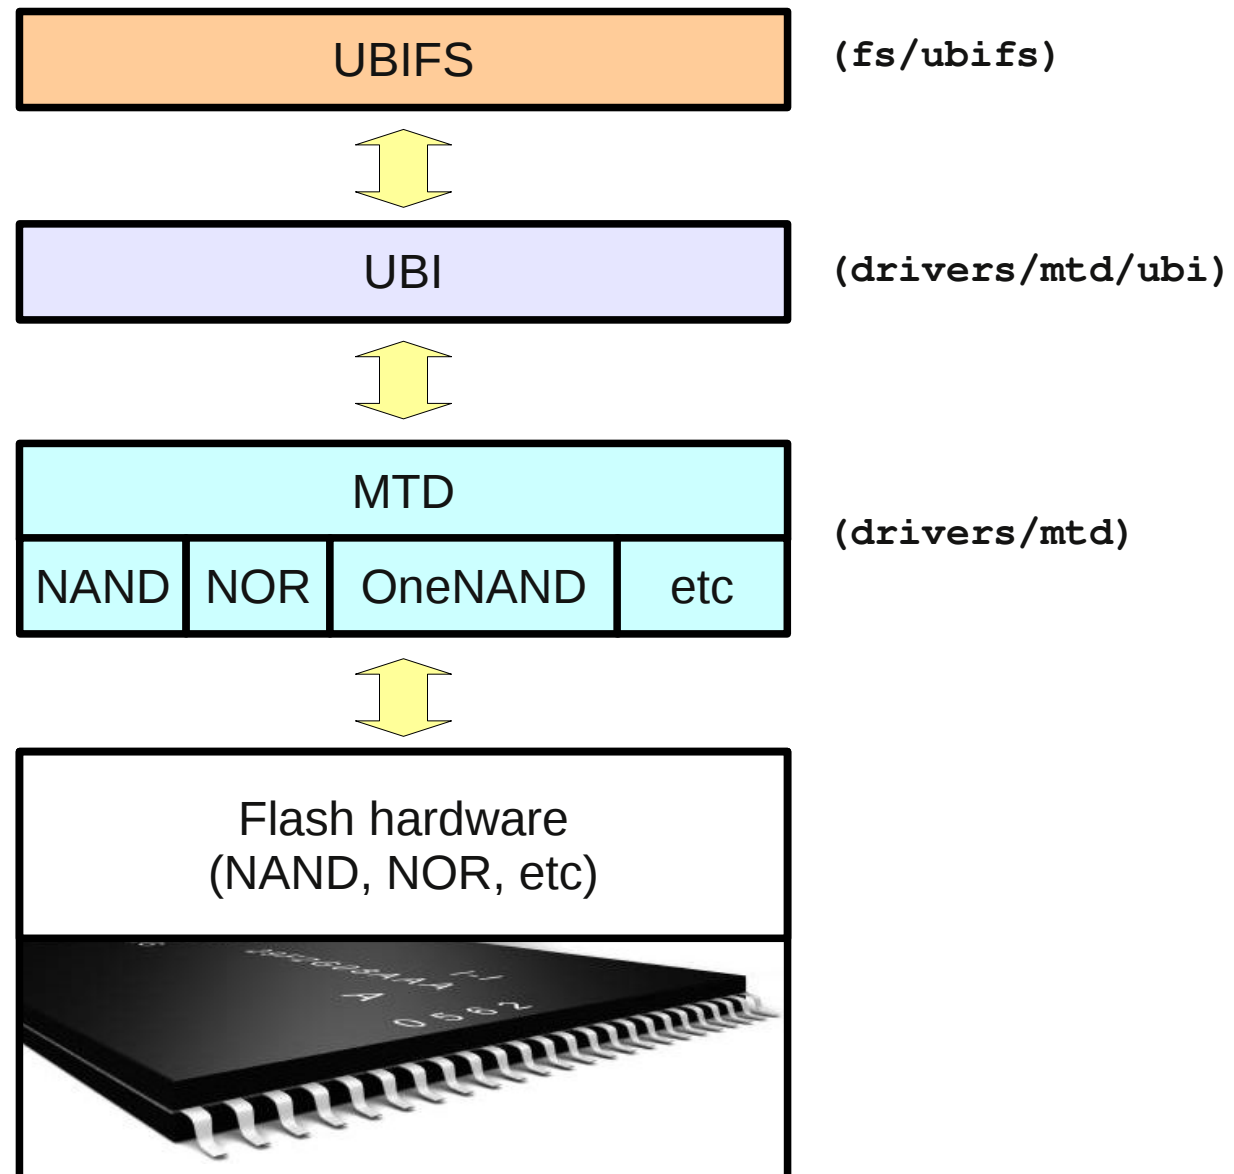 UBIFS
(fs/ubifs)
UBI
(drivers/mtd/ubi)
MTD
(drivers/mtd)
NAND NOR OneNAND etc
Flash hardware
(NAND, NOR, etc)
A
0562